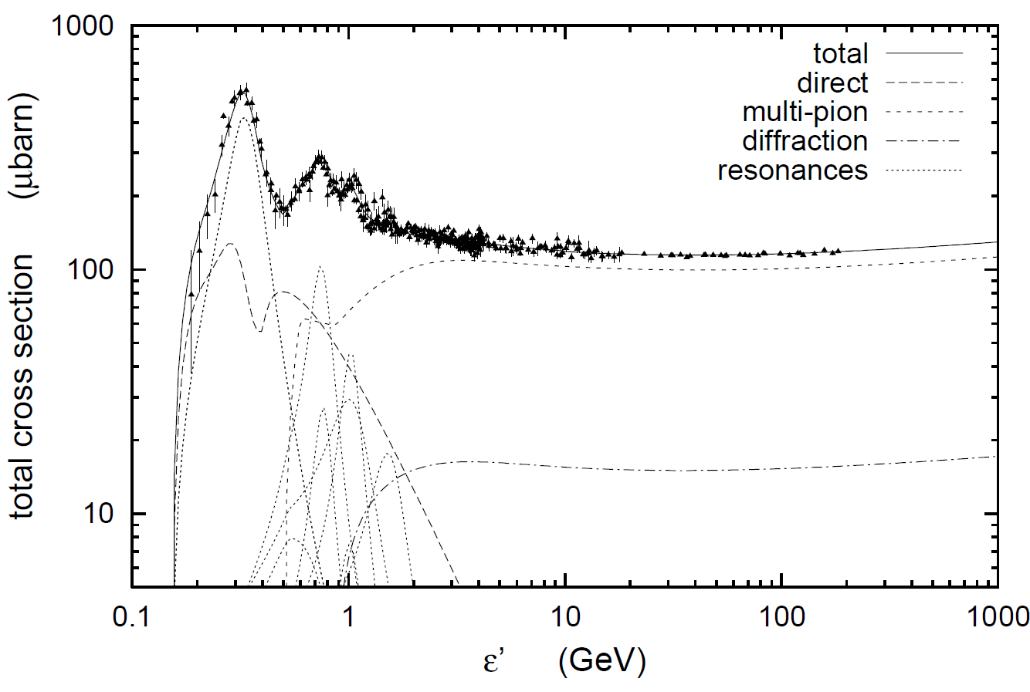 1000
100
10
total cross section (μbarn)
total
direct
multi-pion
diffraction
resonances
0.1 1 10 100 1000
ε’ (GeV)